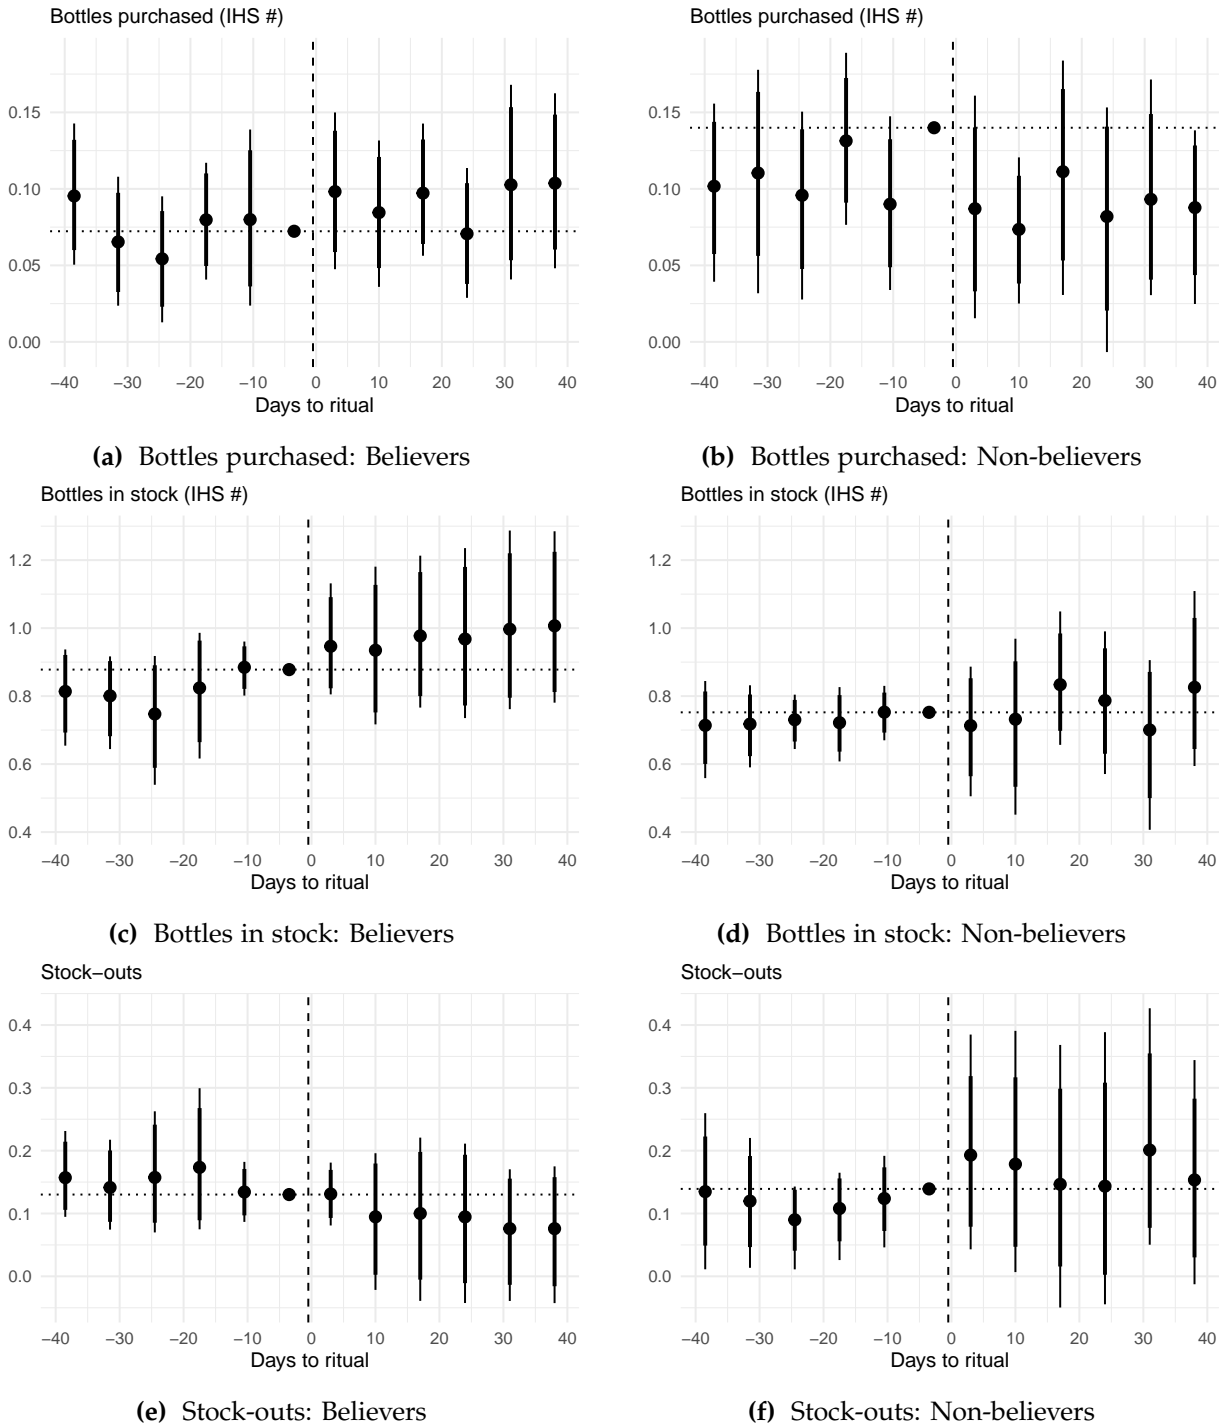 Bottles purchased (IHS #)
0.15
0.10
0.05
0.00
−40 −30 −20 −10 0 10 20 30 40
Days to ritual
(a) Bottles purchased: Believers
Bottles purchased (IHS #)
0.15
0.10
0.05
0.00
−40 −30 −20 −10 0 10 20 30 40
Days to ritual
(b) Bottles purchased: Non-believers
Bottles in stock (IHS #)
1.2
1.0
0.8
0.6
0.4
−40 −30 −20 −10 0 10 20 30 40
Days to ritual
(c) Bottles in stock: Believers
Bottles in stock (IHS #)
1.2
1.0
0.8
0.6
0.4
−40 −30 −20 −10 0 10 20 30 40
Days to ritual
(d) Bottles in stock: Non-believers
Stock−outs
0.4
0.3
0.2
0.1
0.0
−40 −30 −20 −10 0 10 20 30 40
Days to ritual
(e) Stock-outs: Believers
Stock−outs
0.4
0.3
0.2
0.1
0.0
−40 −30 −20 −10 0 10 20 30 40
Days to ritual
(f) Stock-outs: Non-believers